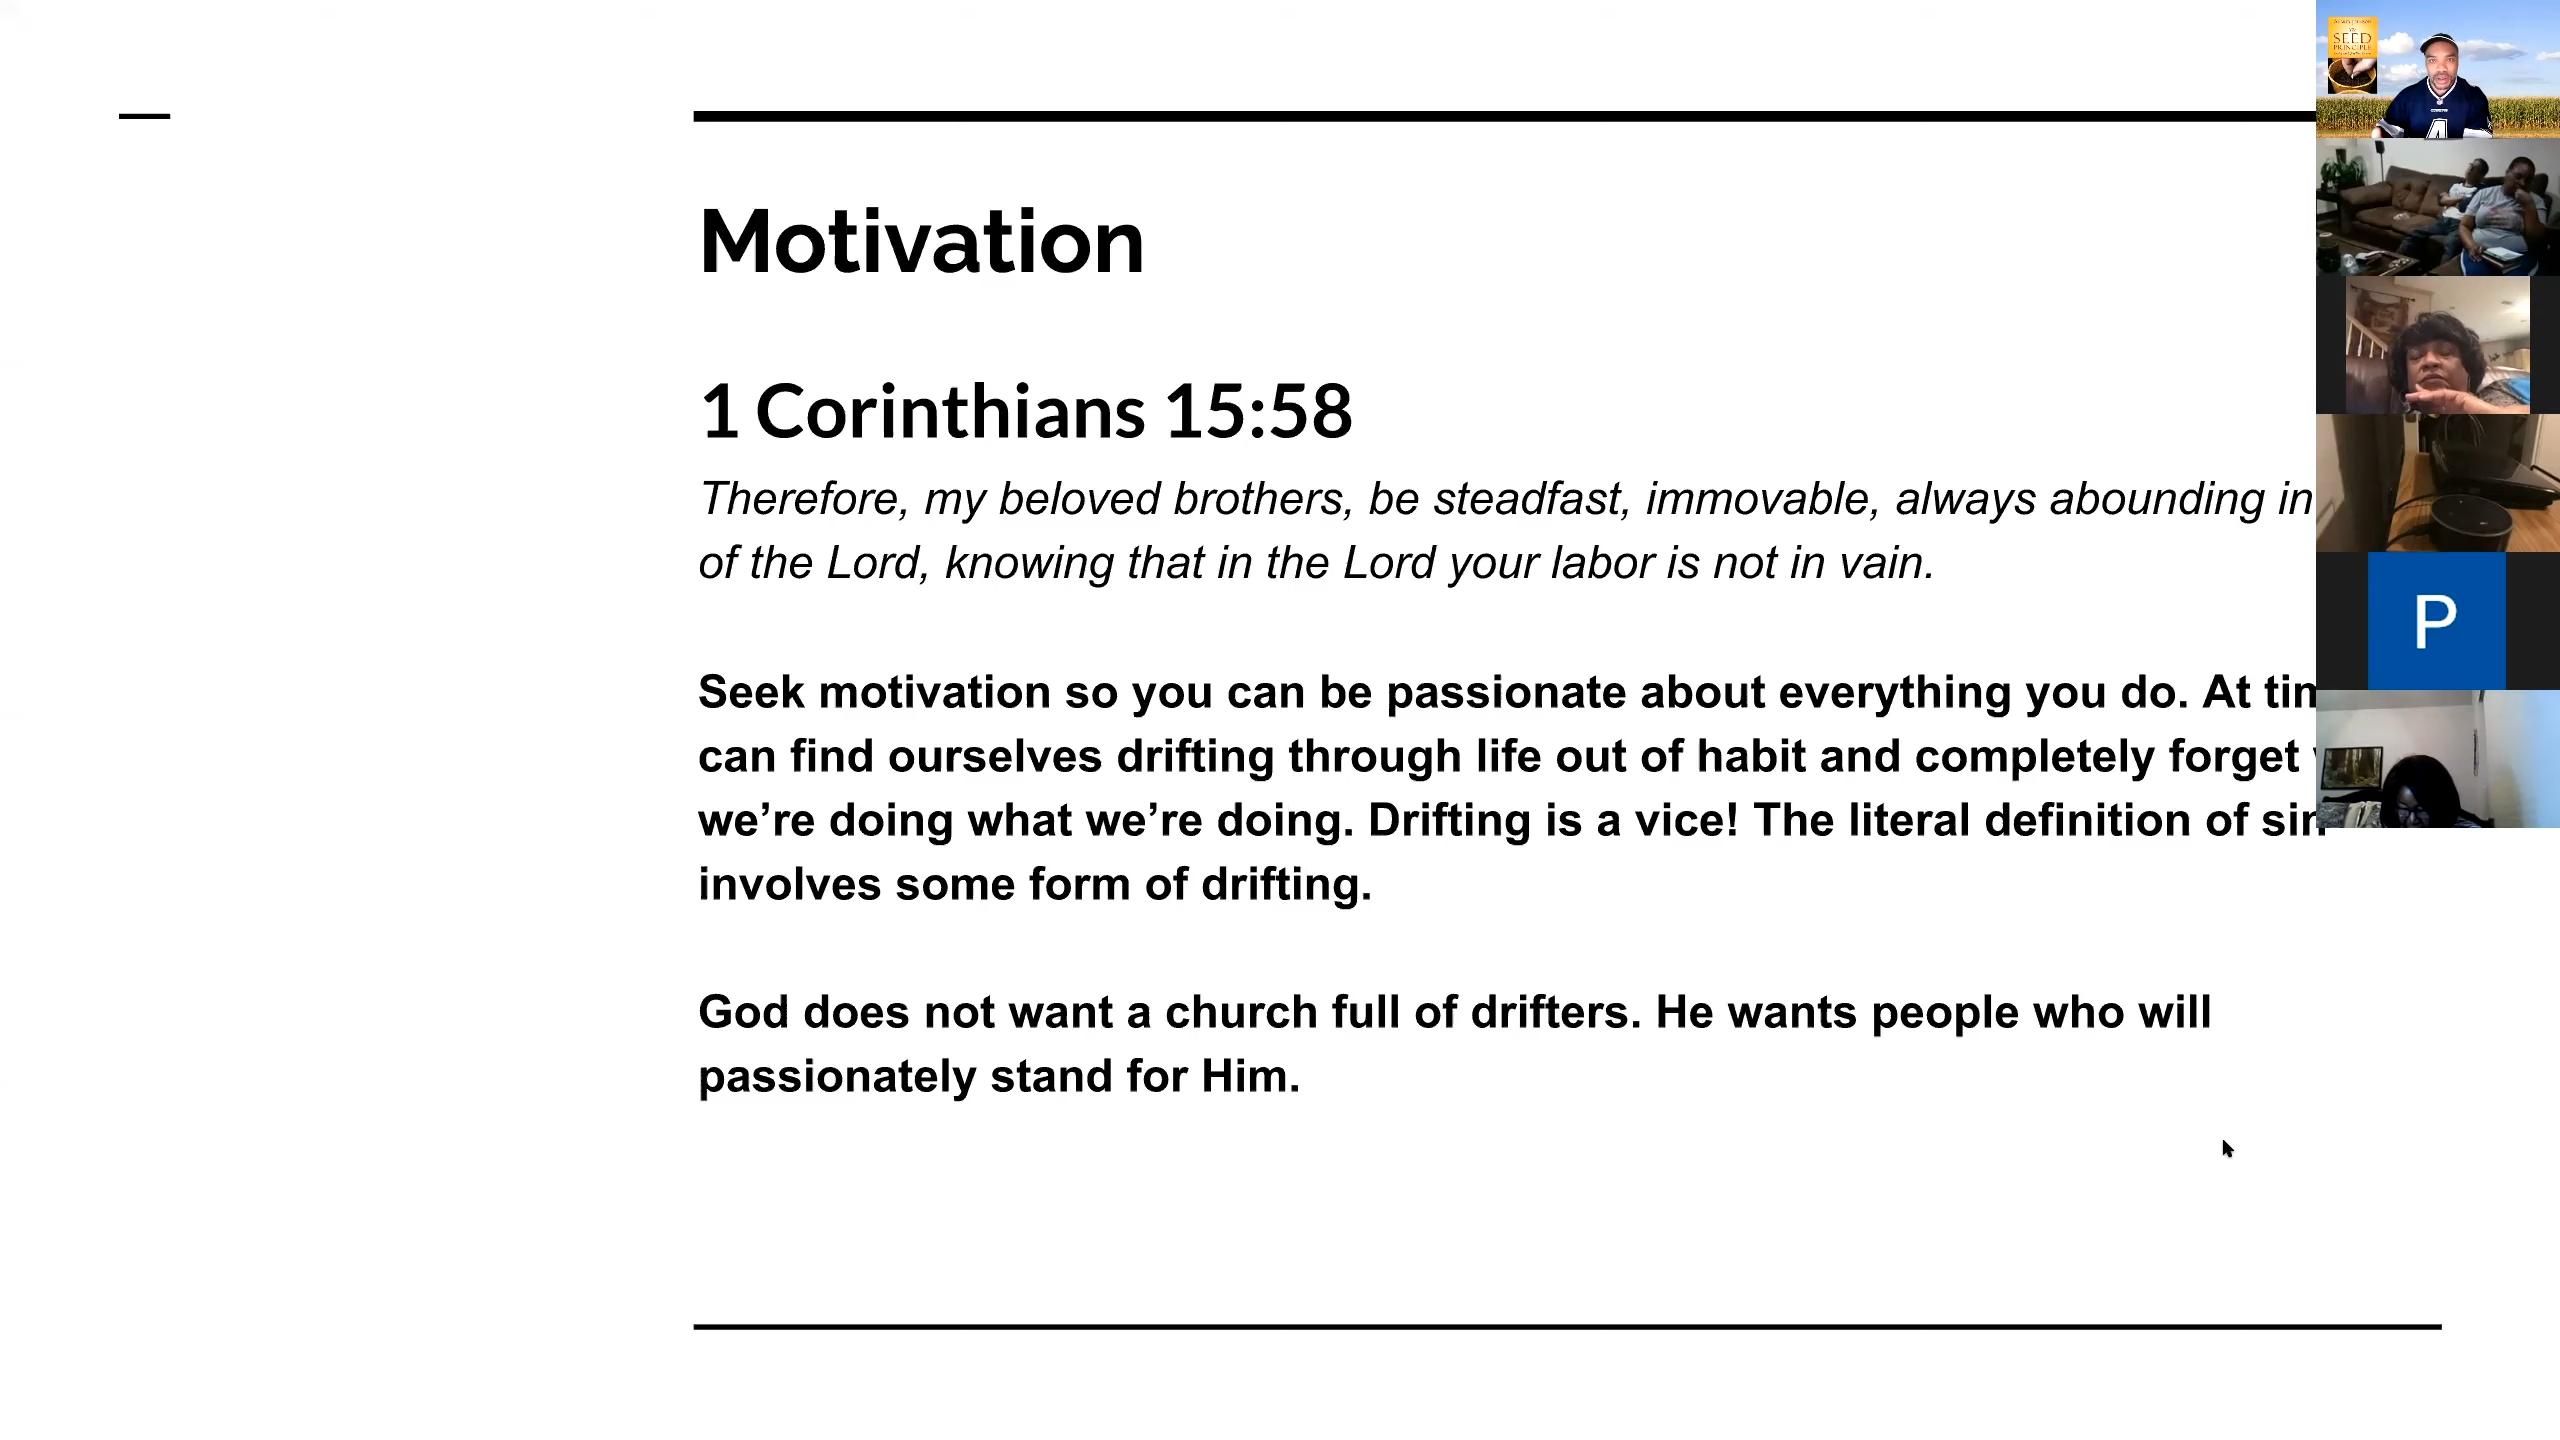 Motivation
1 Corinthians 15:58
Therefore, my beloved brothers, be steadfast, immovable, always abounding in
of the Lord, knowing that in the Lord your labor is not in vain.
Seek motivation so you can be passionate about everything you do. At
can find ourselves drifting through life out of habit and completely forget
we’re doing what we’re doing. Drifting is a vice! The literal definition of sin
involves some form of drifting.
God does not want a church full of drifters. He wants people who will
passionately stand for Him.
SEED
PRINCIPLE
4
P